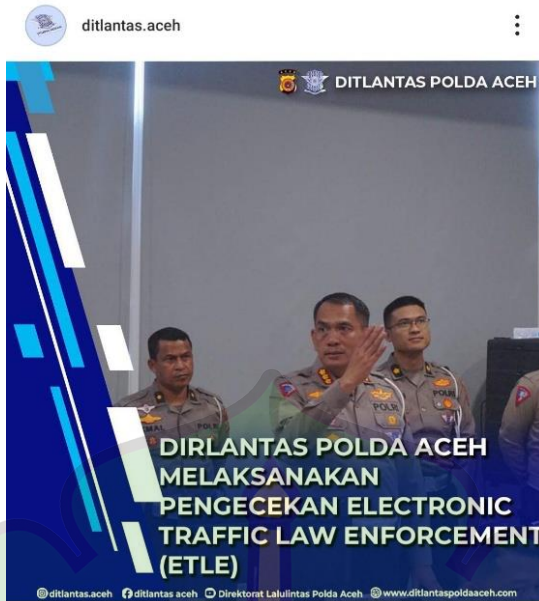 ditlantas.aceh
DITLANTAS POLDA ACEH
POLRI
DIRLANTAS POLDA ACEH
MELAKSANAKAN
PENGECEKAN ELECTRONIC
TRAFFIC LAW ENFORCEMENT
(ETLE)
ditlantas.aceh ditlantas aceh Direktorat Lalulintas Polda Aceh www.ditlantaspoldaaceh.com